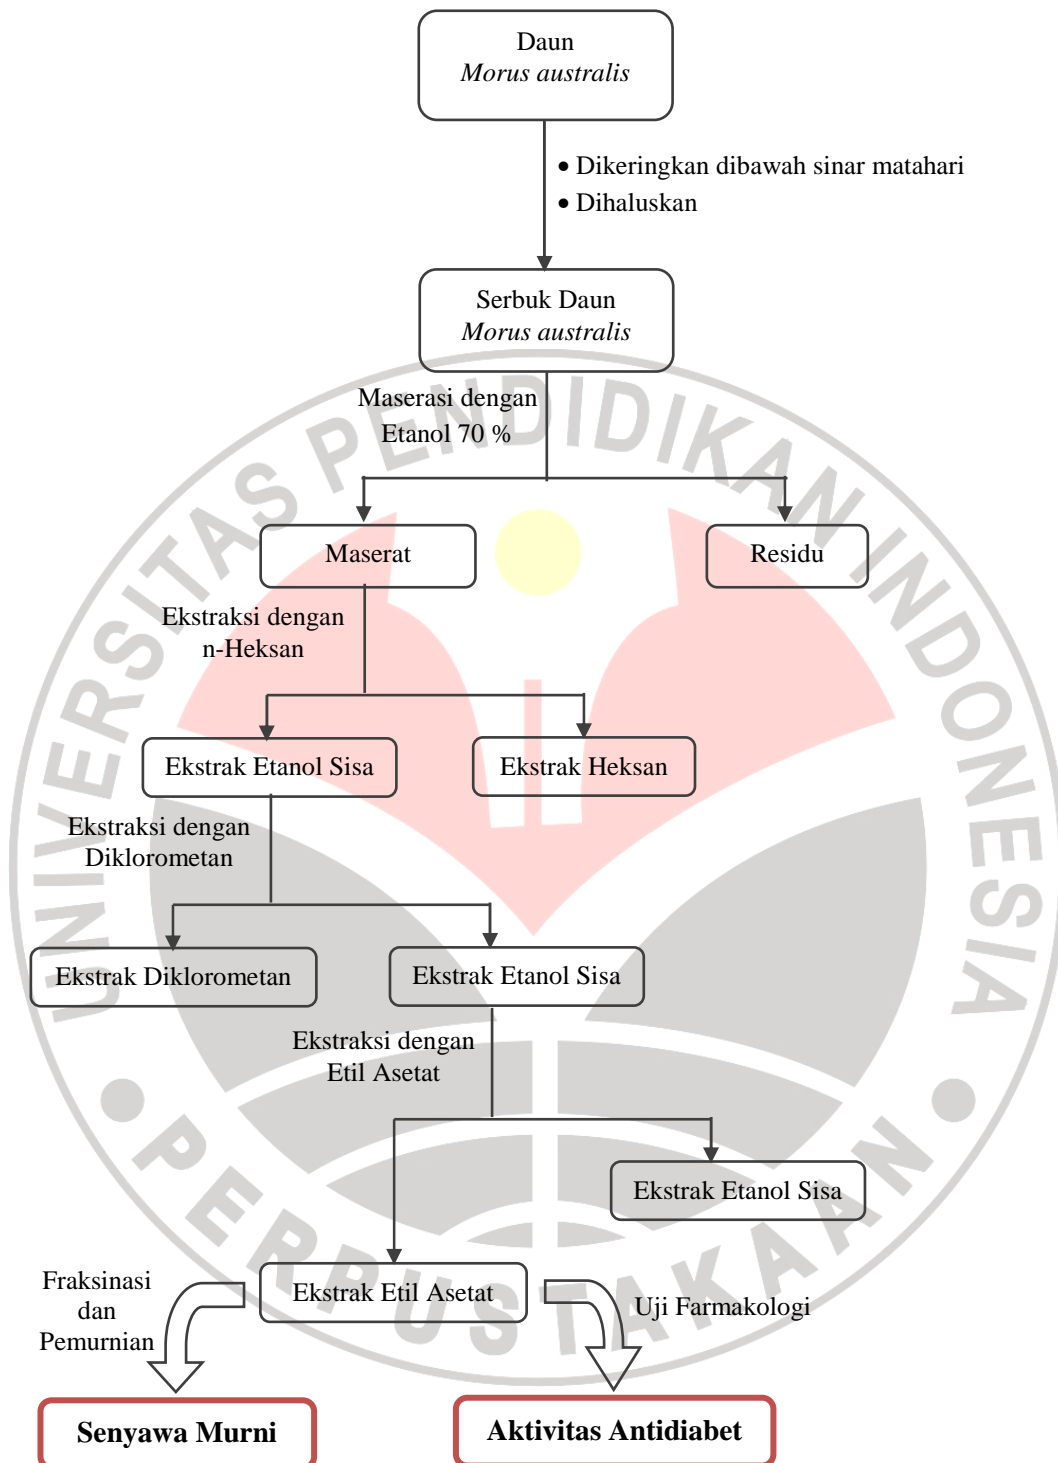 Daun
Morus australis
• Dikeringkan dibawah sinar matahari
• Dihaluskan
Serbuk Daun
Morus australis
Maserasi dengan
Etanol 70 %
Maserat
Residu
Ekstraksi dengan
n-Heksan
Ekstrak Etanol Sisa
Ekstrak Heksan
Ekstraksi dengan
Diklorometan
Ekstrak Diklorometan
Ekstrak Etanol Sisa
Ekstraksi dengan
Etil Asetat
Ekstrak Etanol Sisa
Ekstrak Etil Asetat
Fraksinasi
dan
Pemurnian
Uji Farmakologi
Senyawa Murni
Aktivitas Antidiabet
UNIVERSITAS PENDIDIKAN INDONESIA
PERPUSTAKAAN